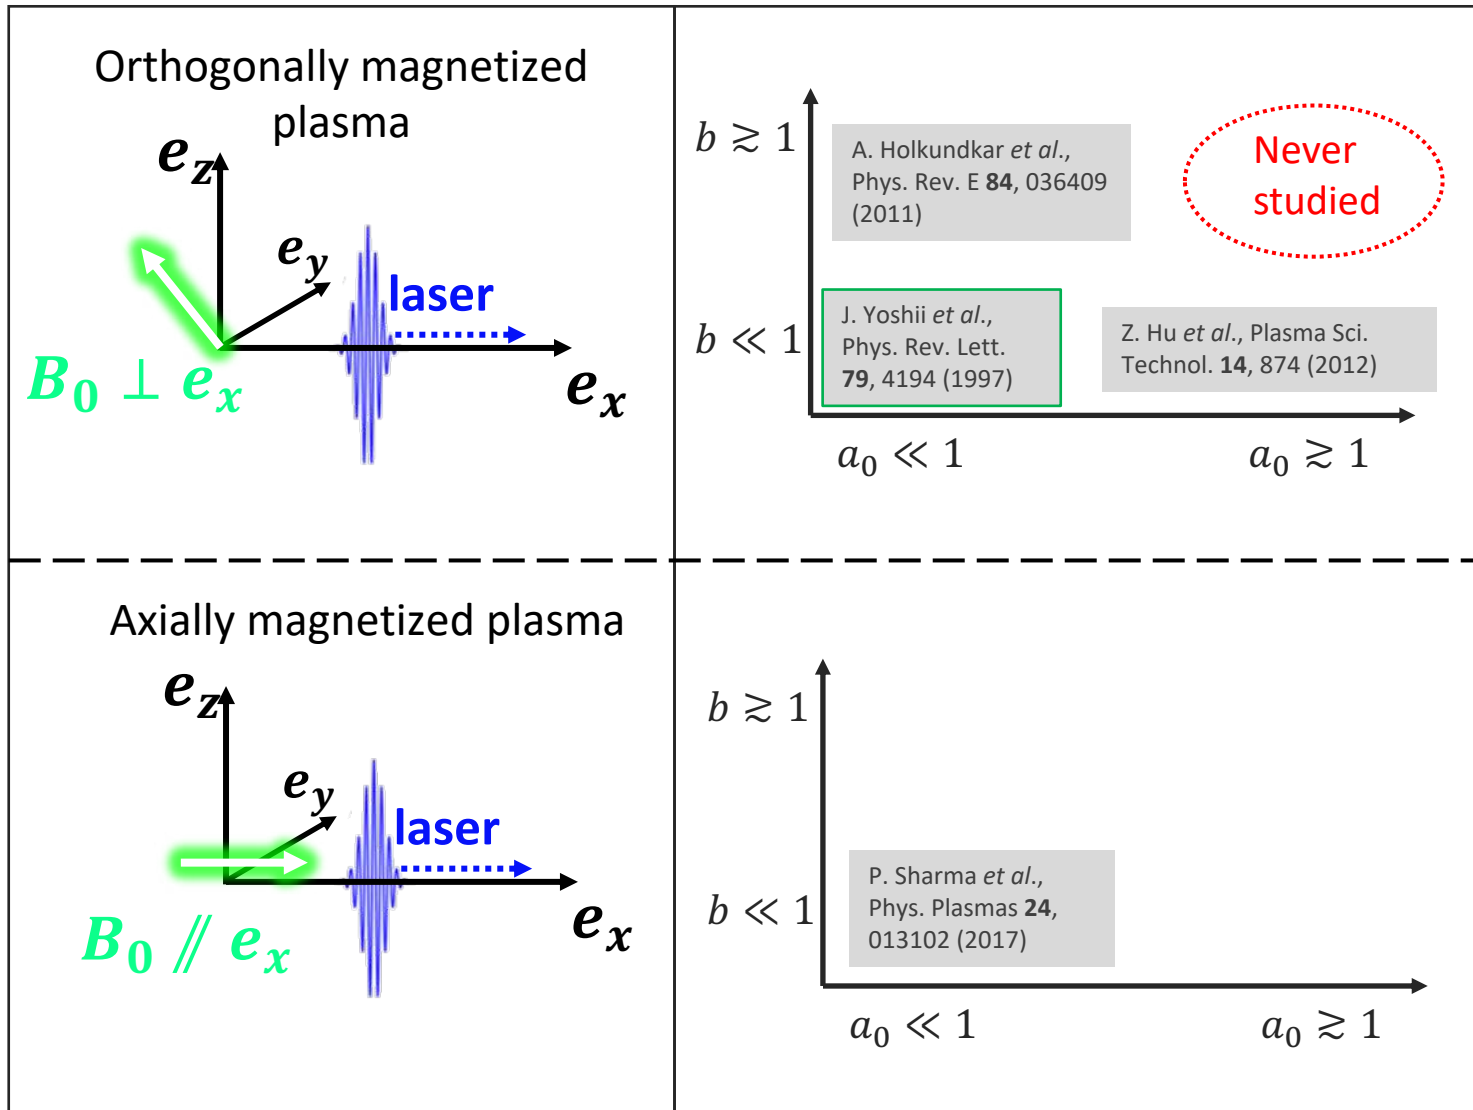 Orthogonally magnetized
plasma
e_z
e_y
laser
e_x
B_0 ⊥ e_x
b ≳ 1
A. Holkundkar et al.,
Phys. Rev. E 84, 036409
(2011)
Never
studied
b ≪ 1
J. Yoshii et al.,
Phys. Rev. Lett.
79, 4194 (1997)
Z. Hu et al., Plasma Sci.
Technol. 14, 874 (2012)
a_0 ≪ 1
a_0 ≳ 1
Axially magnetized plasma
e_z
e_y
laser
e_x
B_0 ⫽ e_x
b ≳ 1
b ≪ 1
P. Sharma et al.,
Phys. Plasmas 24,
013102 (2017)
a_0 ≪ 1
a_0 ≳ 1